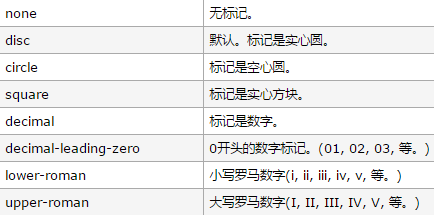 none 无标记。
disc 默认。标记是实心圆。
circle 标记是空心圆。
square 标记是实心方块。
decimal 标记是数字。
decimal-leading-zero 0开头的数字标记。(01, 02, 03, 等。)
lower-roman 小写罗马数字(i, ii, iii, iv, v, 等。)
upper-roman 大写罗马数字(I, II, III, IV, V, 等。)